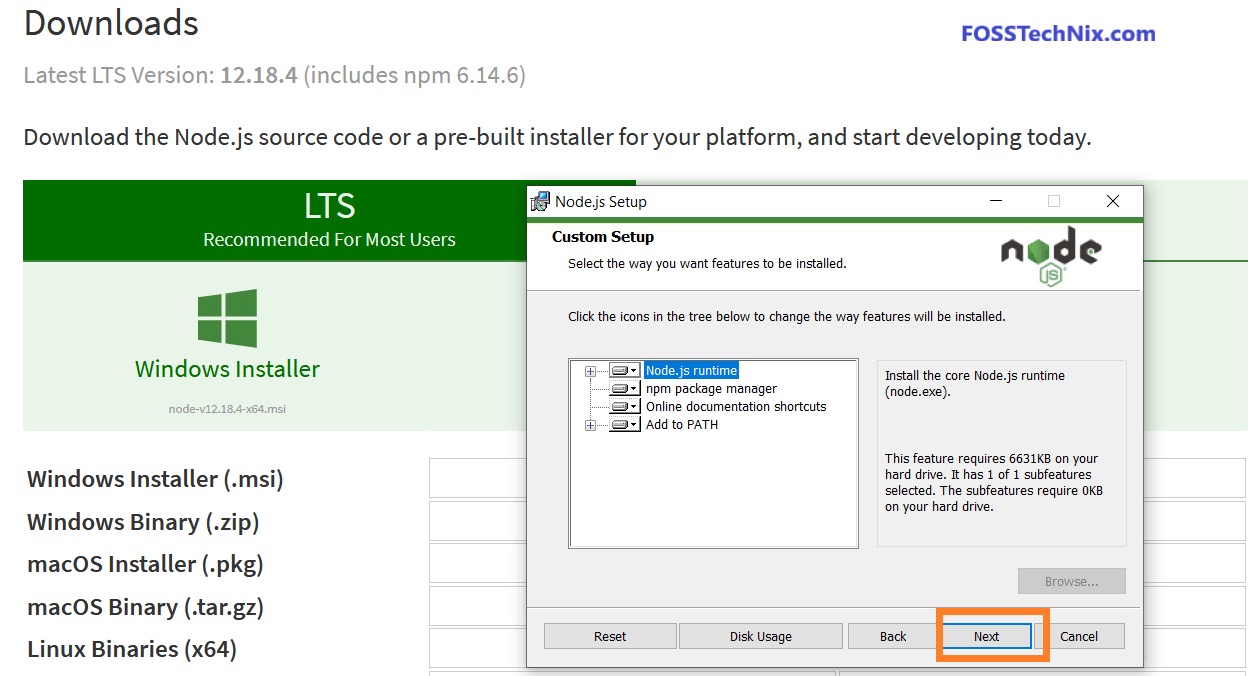 Downloads
FOSSTechNix.com
Latest LTS Version: 12.18.4 (includes npm 6.14.6)
Download the Node.js source code or a pre-built installer for your platform, and start developing today.
LTS
Recommended For Most Users
Windows Installer
node-v12.18.4-x64.msi
Windows Installer (.msi)
Windows Binary (.zip)
macOS Installer (.pkg)
macOS Binary (.tar.gz)
Linux Binaries (x64)
Node.js Setup
Custom Setup
Select the way you want features to be installed.
node
JS
Click the icons in the tree below to change the way features will be installed.
Node.js runtime
npm package manager
Online documentation shortcuts
Add to PATH
Install the core Node.js runtime
(node.exe).
This feature requires 6631KB on your
hard drive. It has 1 of 1 subfeatures
selected. The subfeatures require 0KB
on your hard drive.
Browse...
Reset
Disk Usage
Back
Next
Cancel